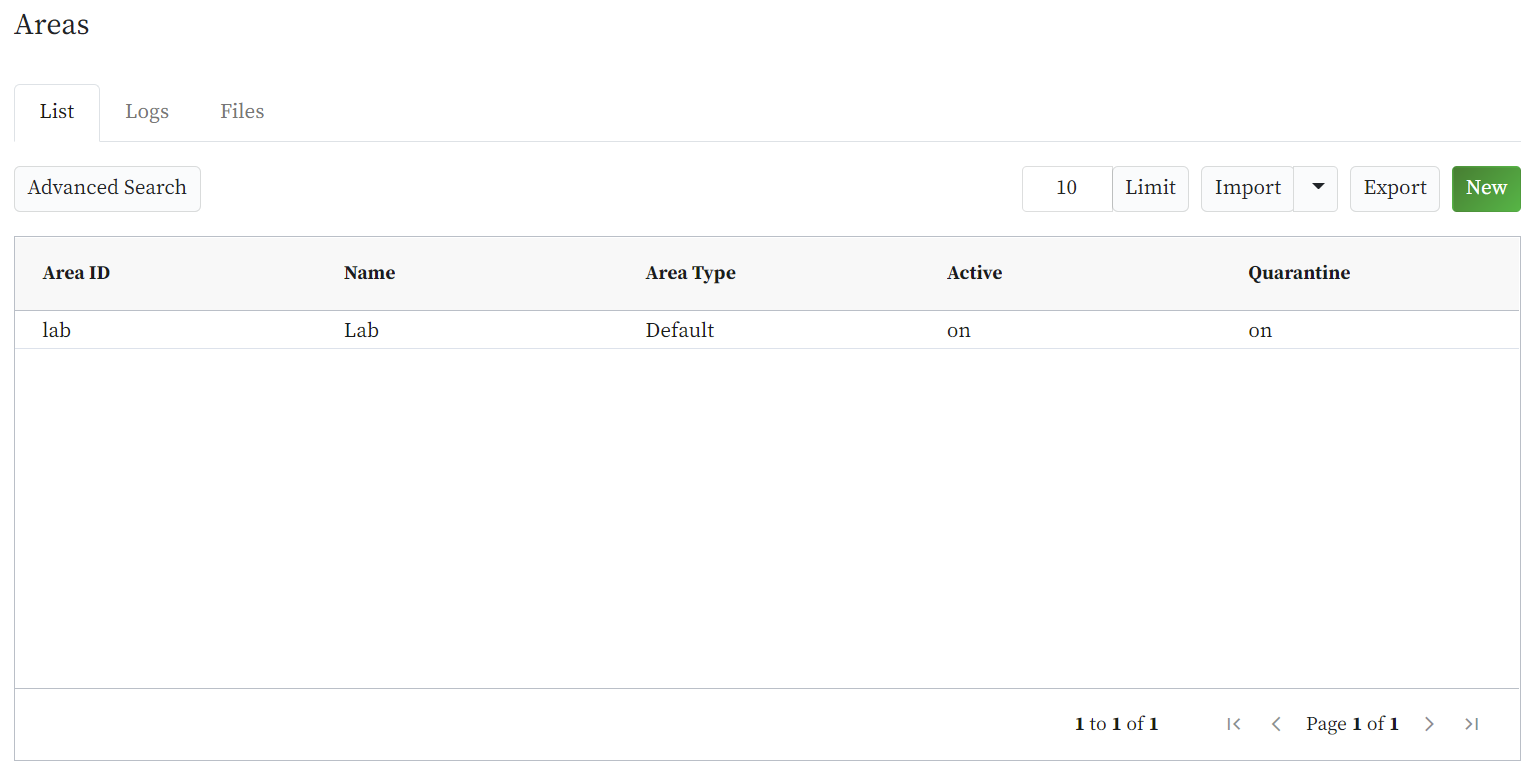 Areas
List Logs Files
Advanced Search 10 Limit Import Export New
Area ID Name Area Type Active Quarantine
lab Lab Default on on
1 to 1 of 1 Page 1 of 1